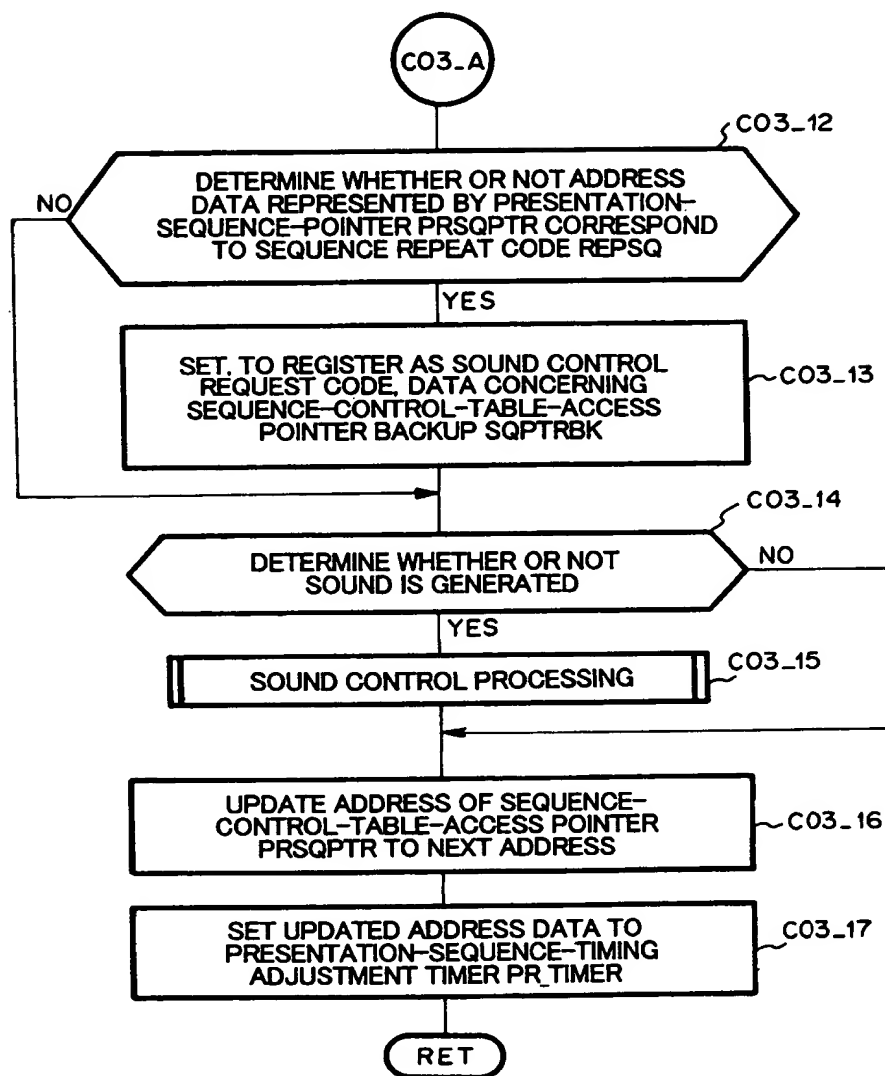 C03_A
C03_12
DETERMINE WHETHER OR NOT ADDRESS
DATA REPRESENTED BY PRESENTATION-
SEQUENCE-POINTER PRSQPTR CORRESPOND
TO SEQUENCE REPEAT CODE REPSQ
NO
YES
SET. TO REGISTER AS SOUND CONTROL
REQUEST CODE, DATA CONCERNING
SEQUENCE-CONTROL-TABLE-ACCESS
POINTER BACKUP SQPTRBK
C03_13
C03_14
DETERMINE WHETHER OR NOT
SOUND IS GENERATED
NO
YES
SOUND CONTROL PROCESSING
C03_15
UPDATE ADDRESS OF SEQUENCE-
CONTROL-TABLE-ACCESS POINTER
PRSQPTR TO NEXT ADDRESS
C03_16
SET UPDATED ADDRESS DATA TO
PRESENTATION-SEQUENCE-TIMING
ADJUSTMENT TIMER PR_TIMER
C03_17
RET